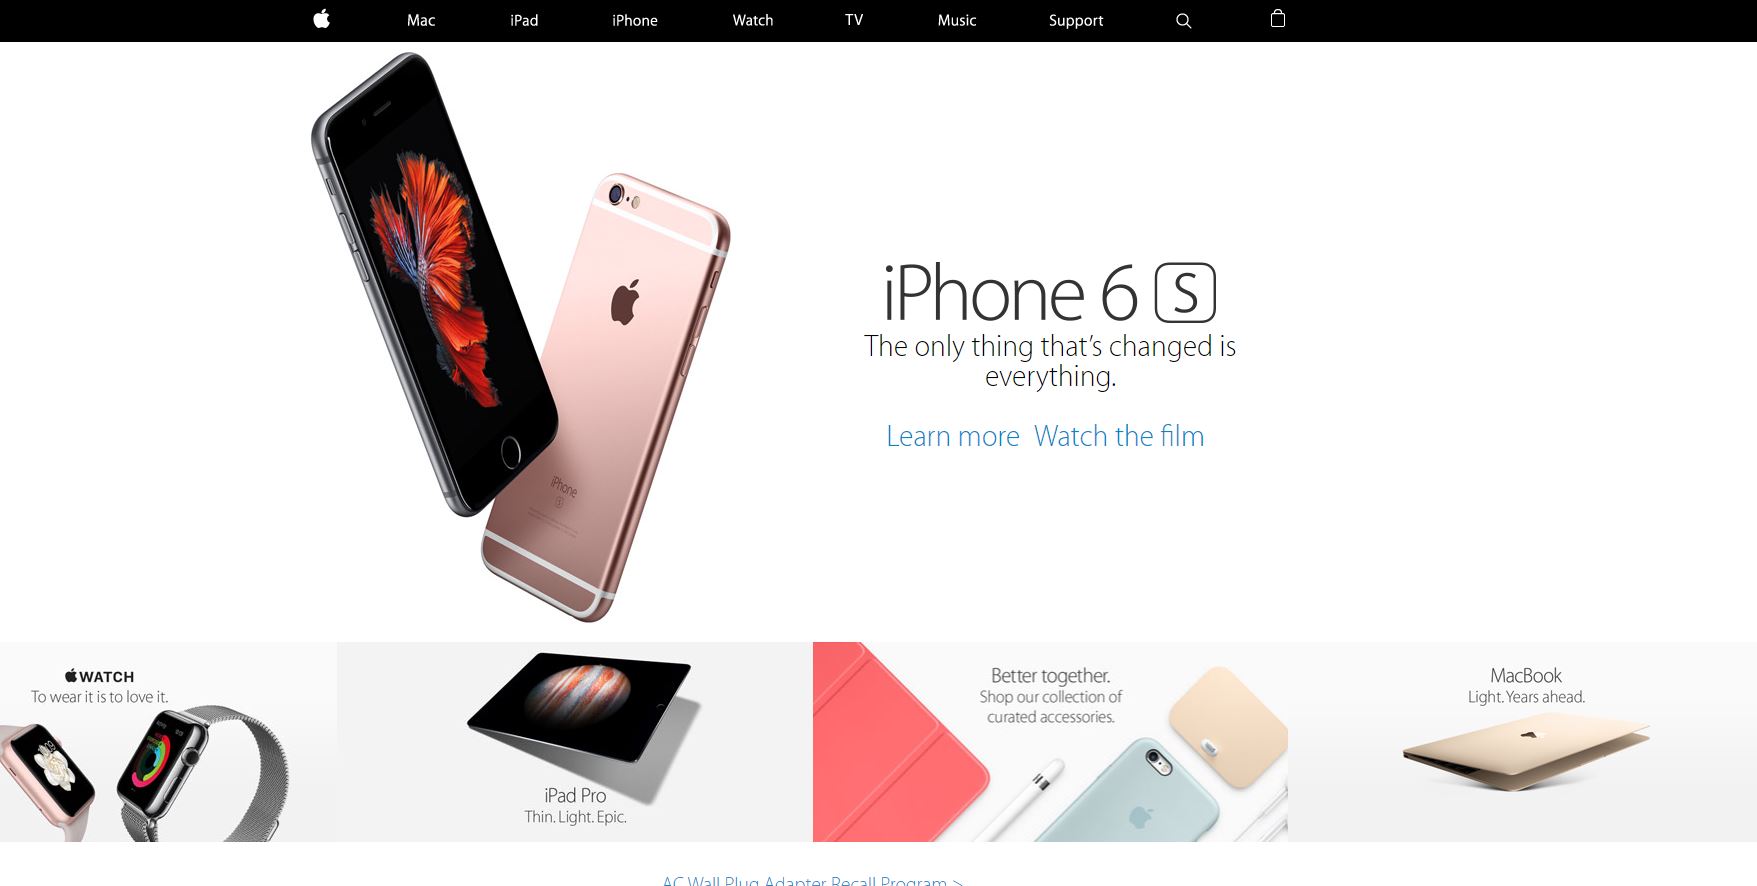 Mac iPad iPhone Watch TV Music Support
iPhone 6 S
The only thing that’s changed is
everything.
Learn more Watch the film
iPhone
S
WATCH
To wear it is to love it.
iPad Pro
Thin. Light. Epic.
Better together.
Shop our collection of
curated accessories.
MacBook
Light. Years ahead.
AC Wall Plug Adapter Recall Program >